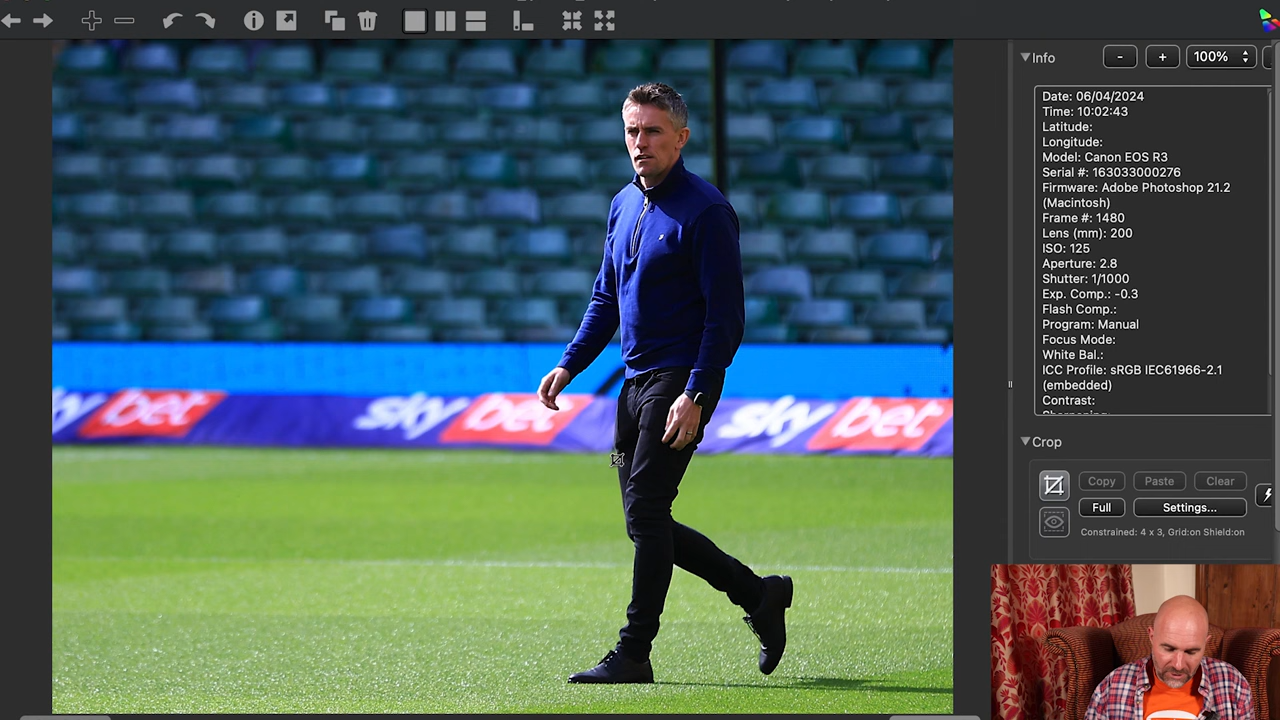 Info
-
+
100%
Date: 06/04/2024
Time: 10:02:43
Latitude:
Longitude:
Model: Canon EOS R3
Serial #: 163033000276
Firmware: Adobe Photoshop 21.2
(Macintosh)
Frame #: 1480
Lens (mm): 200
ISO: 125
Aperture: 2.8
Shutter: 1/1000
Exp. Comp.: -0.3
Flash Comp.:
Program: Manual
Focus Mode:
White Bal.:
ICC Profile: sRGB IEC61966-2.1
(embedded)
Contrast:
sky bet sky bet sky bet
Crop
Copy Paste Clear
Full Settings...
Constrained: 4 x 3, Grid:on Shield:on